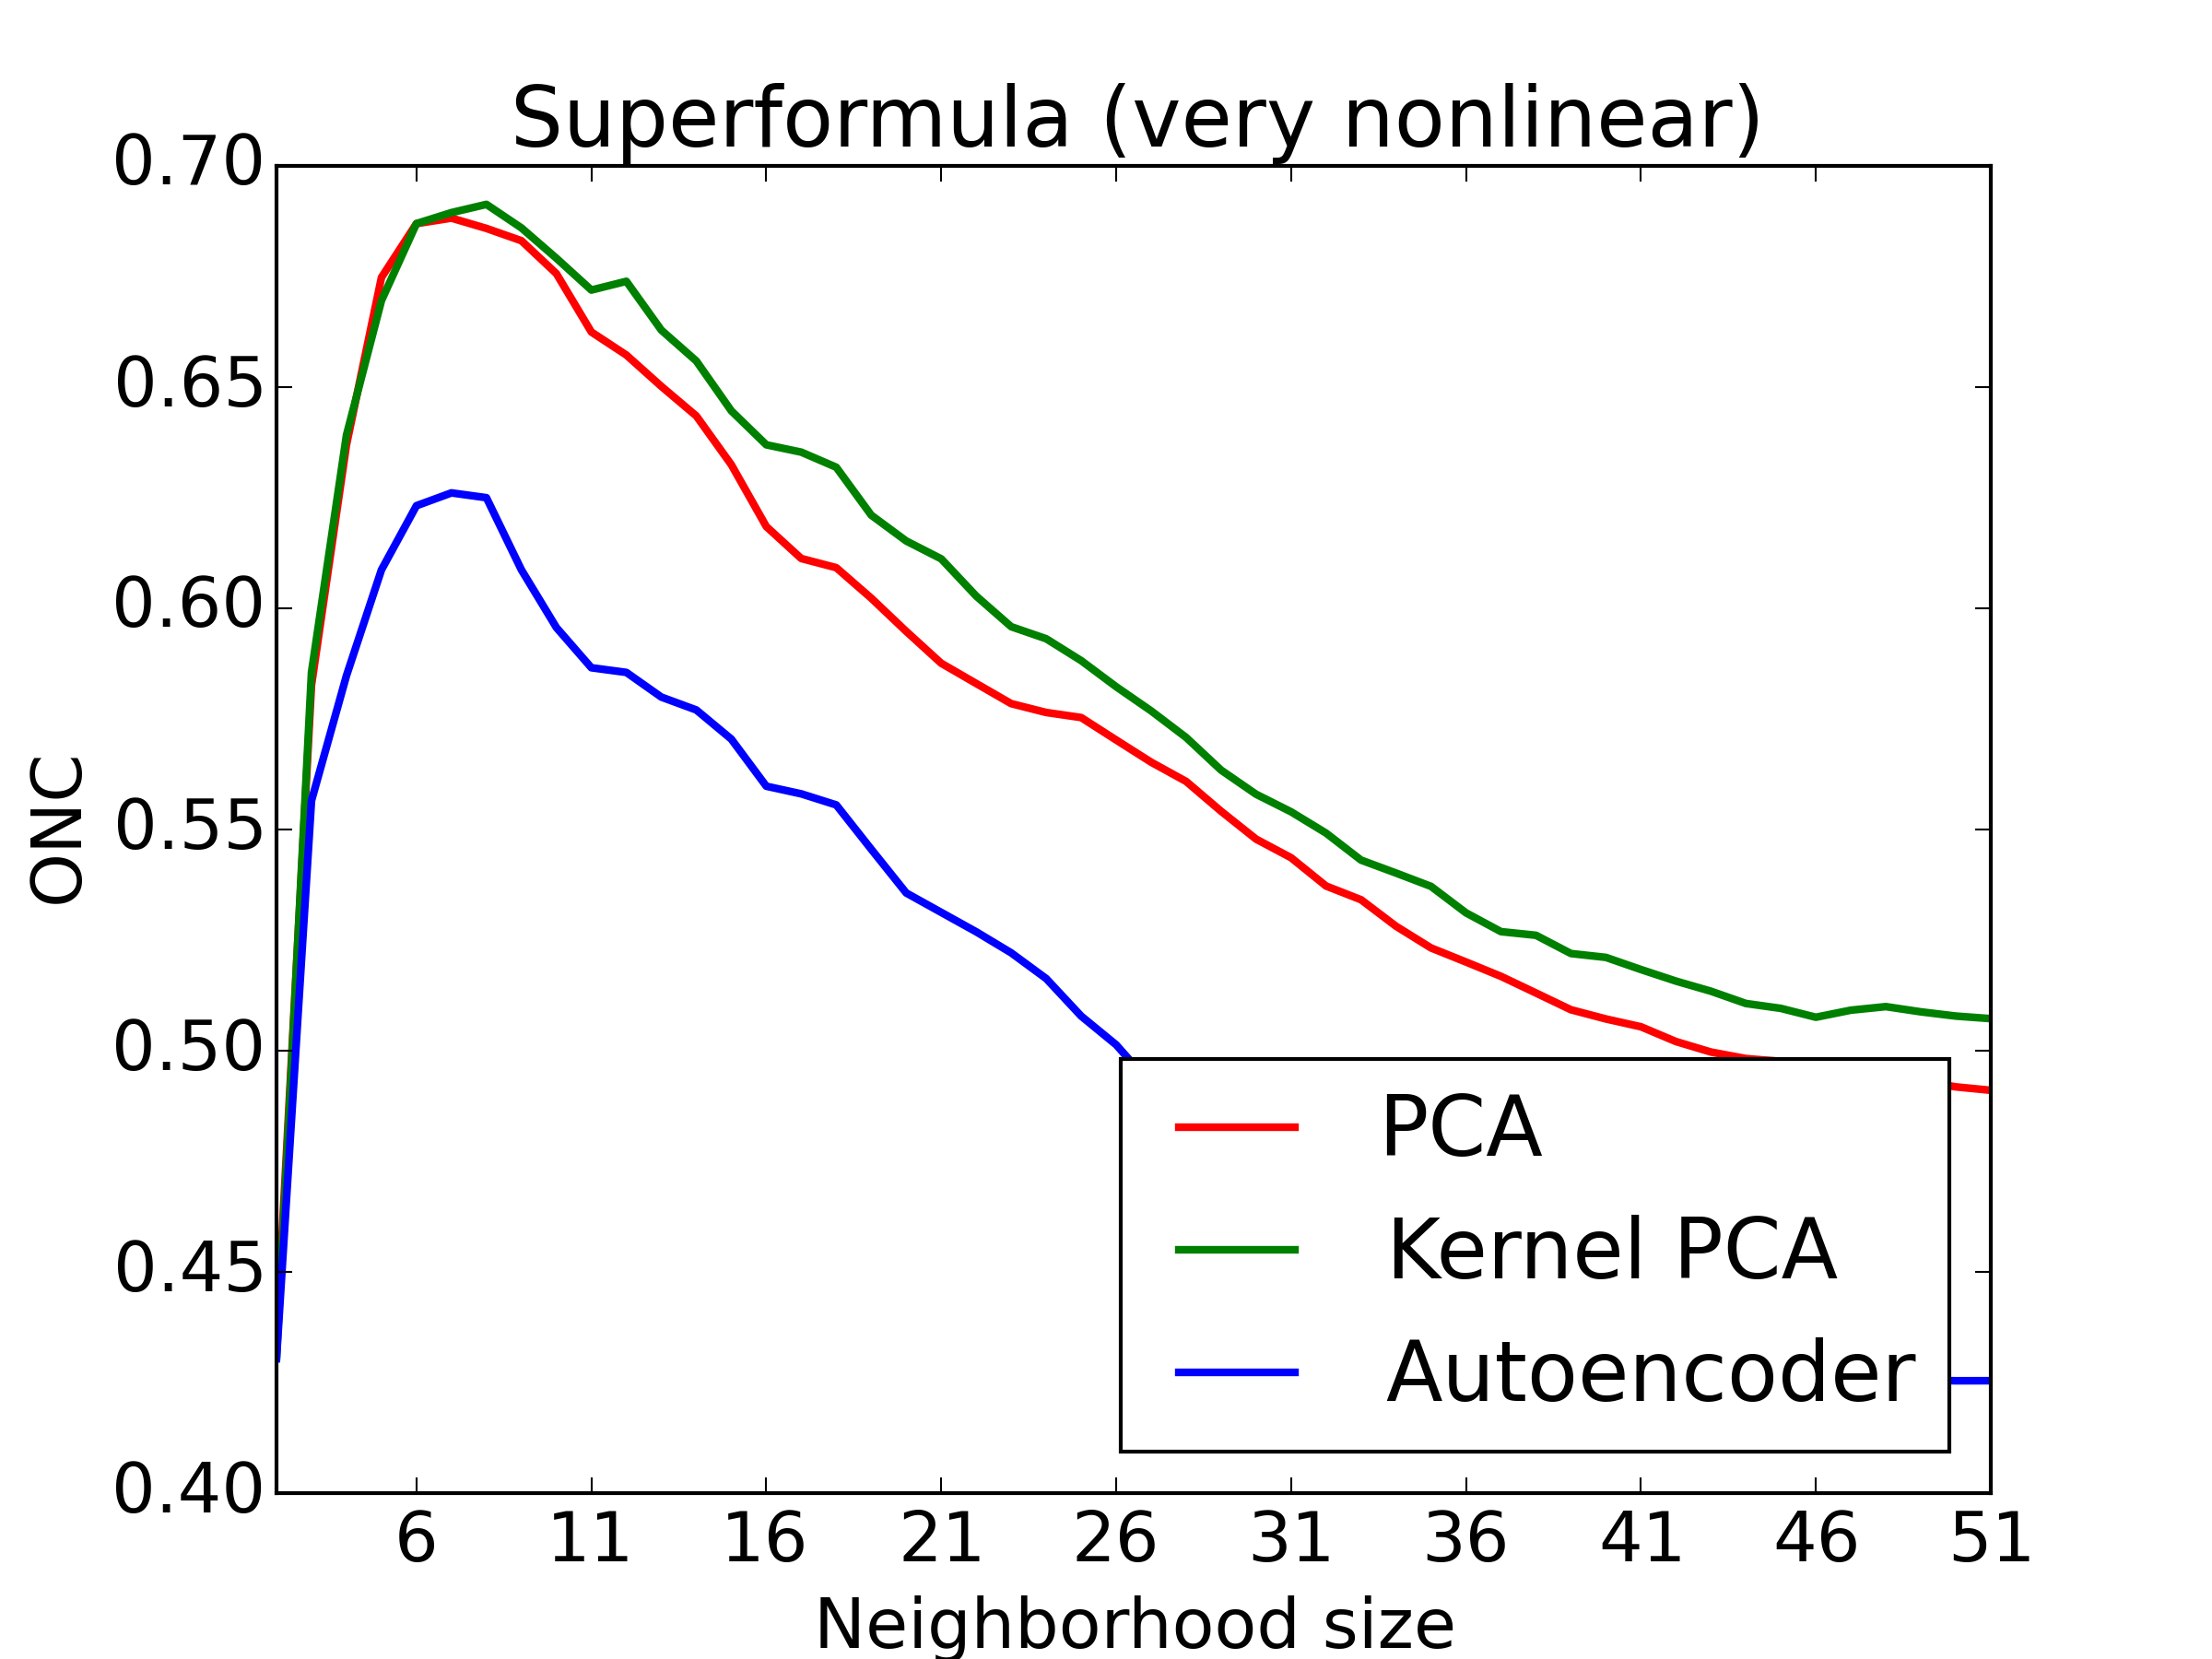 Superformula (very nonlinear)
0.70
0.65
0.60
0.55
0.50
0.45
0.40
ONIC
PCA
Kernel PCA
Autoencoder
6 11 16 21 26 31 36 41 46 51
Neighborhood size